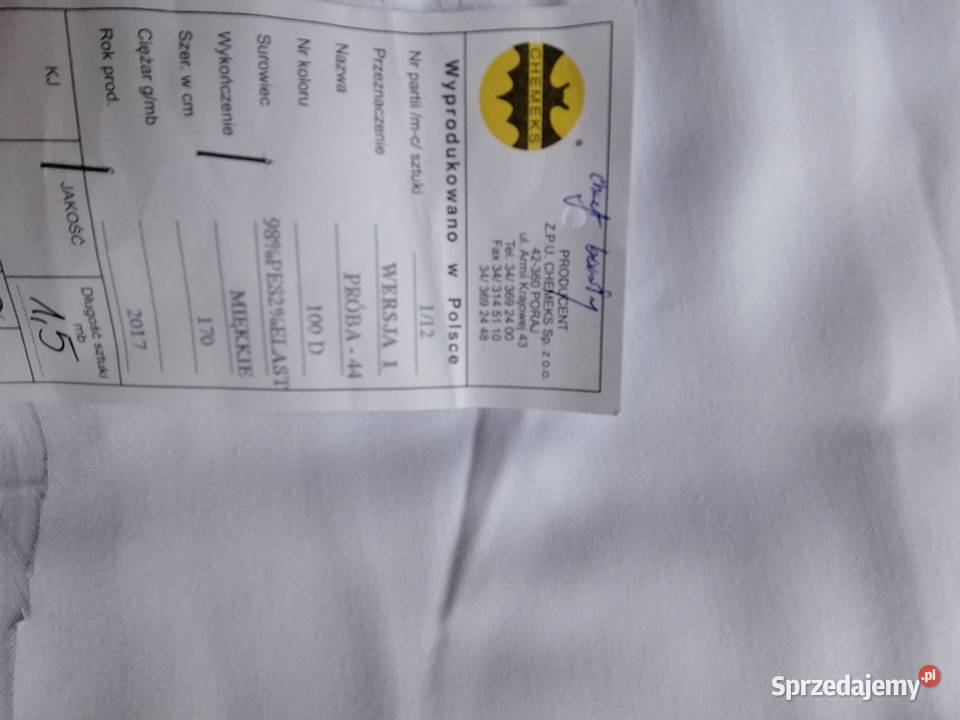 CHEMEKS
PRODUCENT
Z.P.U. CHEMEKS Sp. z o.o.
42-360 PORAJ
ul. Armii Krajowej 43
Tel. 34/ 369 24 00
Fax 34/ 314 51 10
34/ 369 24 48
Wyprodukowano w Polsce
Nr partii /m-c/ sztuki 1/12
Przeznaczenie WERSJA 1
Nazwa PRÓBA - 44
Nr koloru 100 D
Surowiec 98%PES2%ELAST
Wykończenie MIĘKKIE
Szer. w cm 170
Ciężar g/mb
Rok prod. 2017
KJ JAKOŚĆ Długość sztuki
mb
1,5
Sprzedajemy.pl